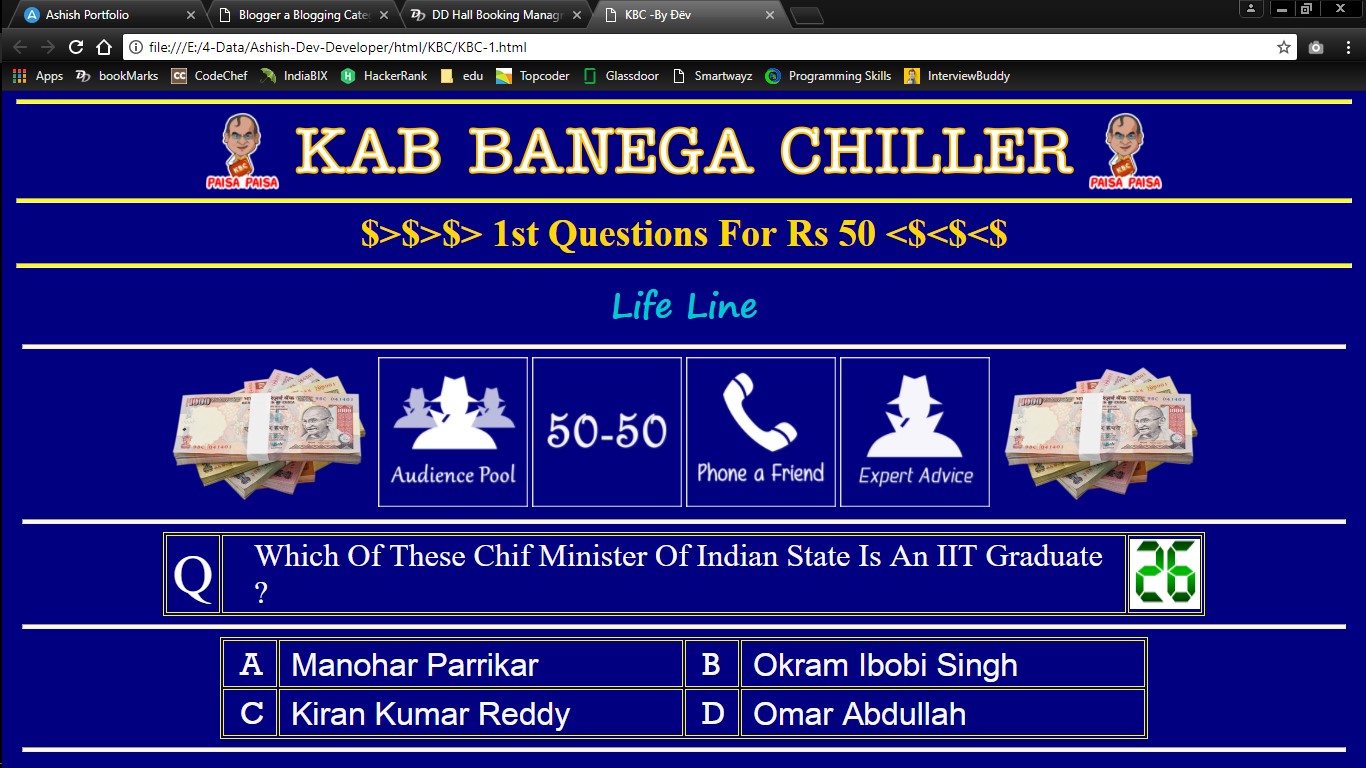 Ashish Portfolio
Blogger a Blogging Cate
DD Hall Booking Manag
KBC -By Ðëv
file:///E:/4-Data/Ashish-Dev-Developer/html/KBC/KBC-1.html
Apps
bookMarks
CodeChef
IndiaBIX
HackerRank
edu
Topcoder
Glassdoor
Smartwayz
Programming Skills
InterviewBuddy
KBC
PAISA PAISA
KAB BANEGA CHILLER
KBC
PAISA PAISA
$>$>$> 1st Questions For Rs 50 <$<$<$
Life Line
Audience Pool
50-50
Phone a Friend
Expert Advice
Q
Which Of These Chif Minister Of Indian State Is An IIT Graduate
?
26
A Manohar Parrikar
B Okram Ibobi Singh
C Kiran Kumar Reddy
D Omar Abdullah